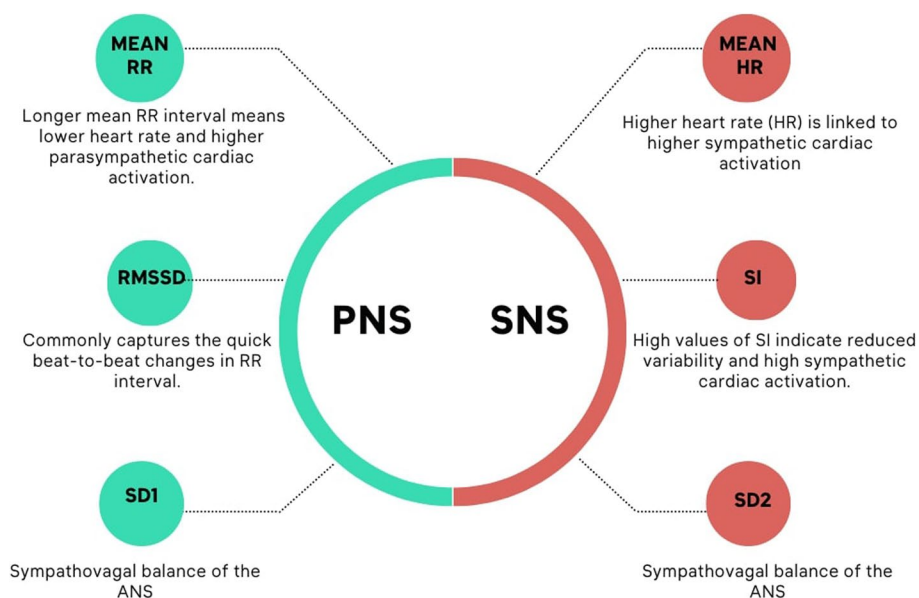 MEAN
RR
Longer mean RR interval means
lower heart rate and higher
parasympathetic cardiac
activation.
RMSSD
Commonly captures the quick
beat-to-beat changes in RR
interval.
SD1
Sympathovagal balance of the
ANS
PNS
SNS
MEAN
HR
Higher heart rate (HR) is linked to
higher sympathetic cardiac
activation
SI
High values of SI indicate reduced
variability and high sympathetic
cardiac activation.
SD2
Sympathovagal balance of the
ANS